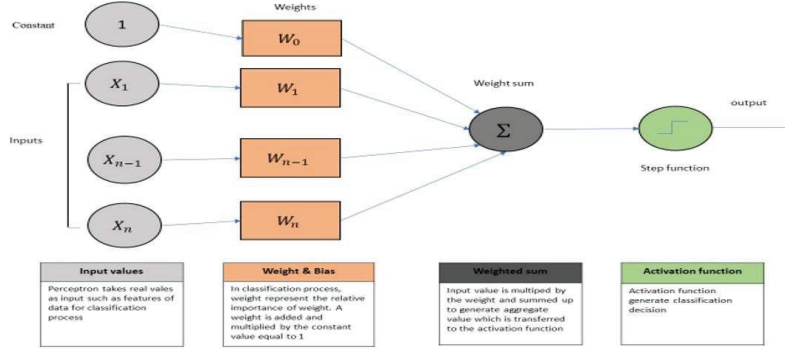 Weights
Constant
1
W₀
X₁
W₁
Weight sum
output
Inputs
Σ
Xₙ₋₁
Wₙ₋₁
Step function
Xₙ
Wₙ
Input values
Perceptron takes real vales
as input such as features of
data for classification
process
Weight & Bias
In classification process,
weight represent the relative
importance of weight. A
weight is added and
multiplied by the constant
value equal to 1
Weighted sum
Input value is multiped by
the weight and summed up
to generate aggregate
value which is transferred
to the activation function
Activation function
Activation function
generate classification
decision